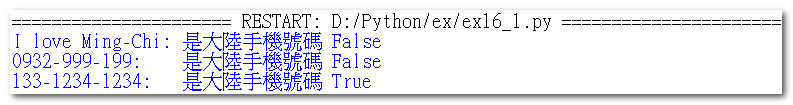 ====================== RESTART: D:/Python/ex/ex16_1.py ======================
I love Ming-Chi: 是大陸手機號碼 False
0932-999-199:   是大陸手機號碼 False
133-1234-1234:   是大陸手機號碼 True